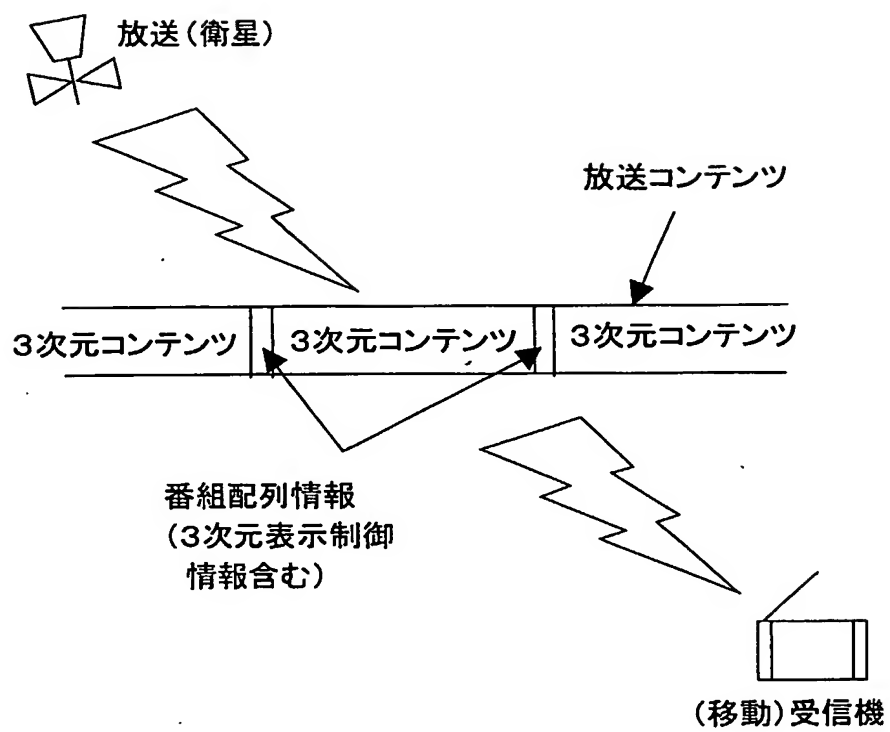 放送（衛星）
放送コンテンツ
３次元コンテンツ
３次元コンテンツ
３次元コンテンツ
番組配列情報
（３次元表示制御
情報含む）
（移動）受信機